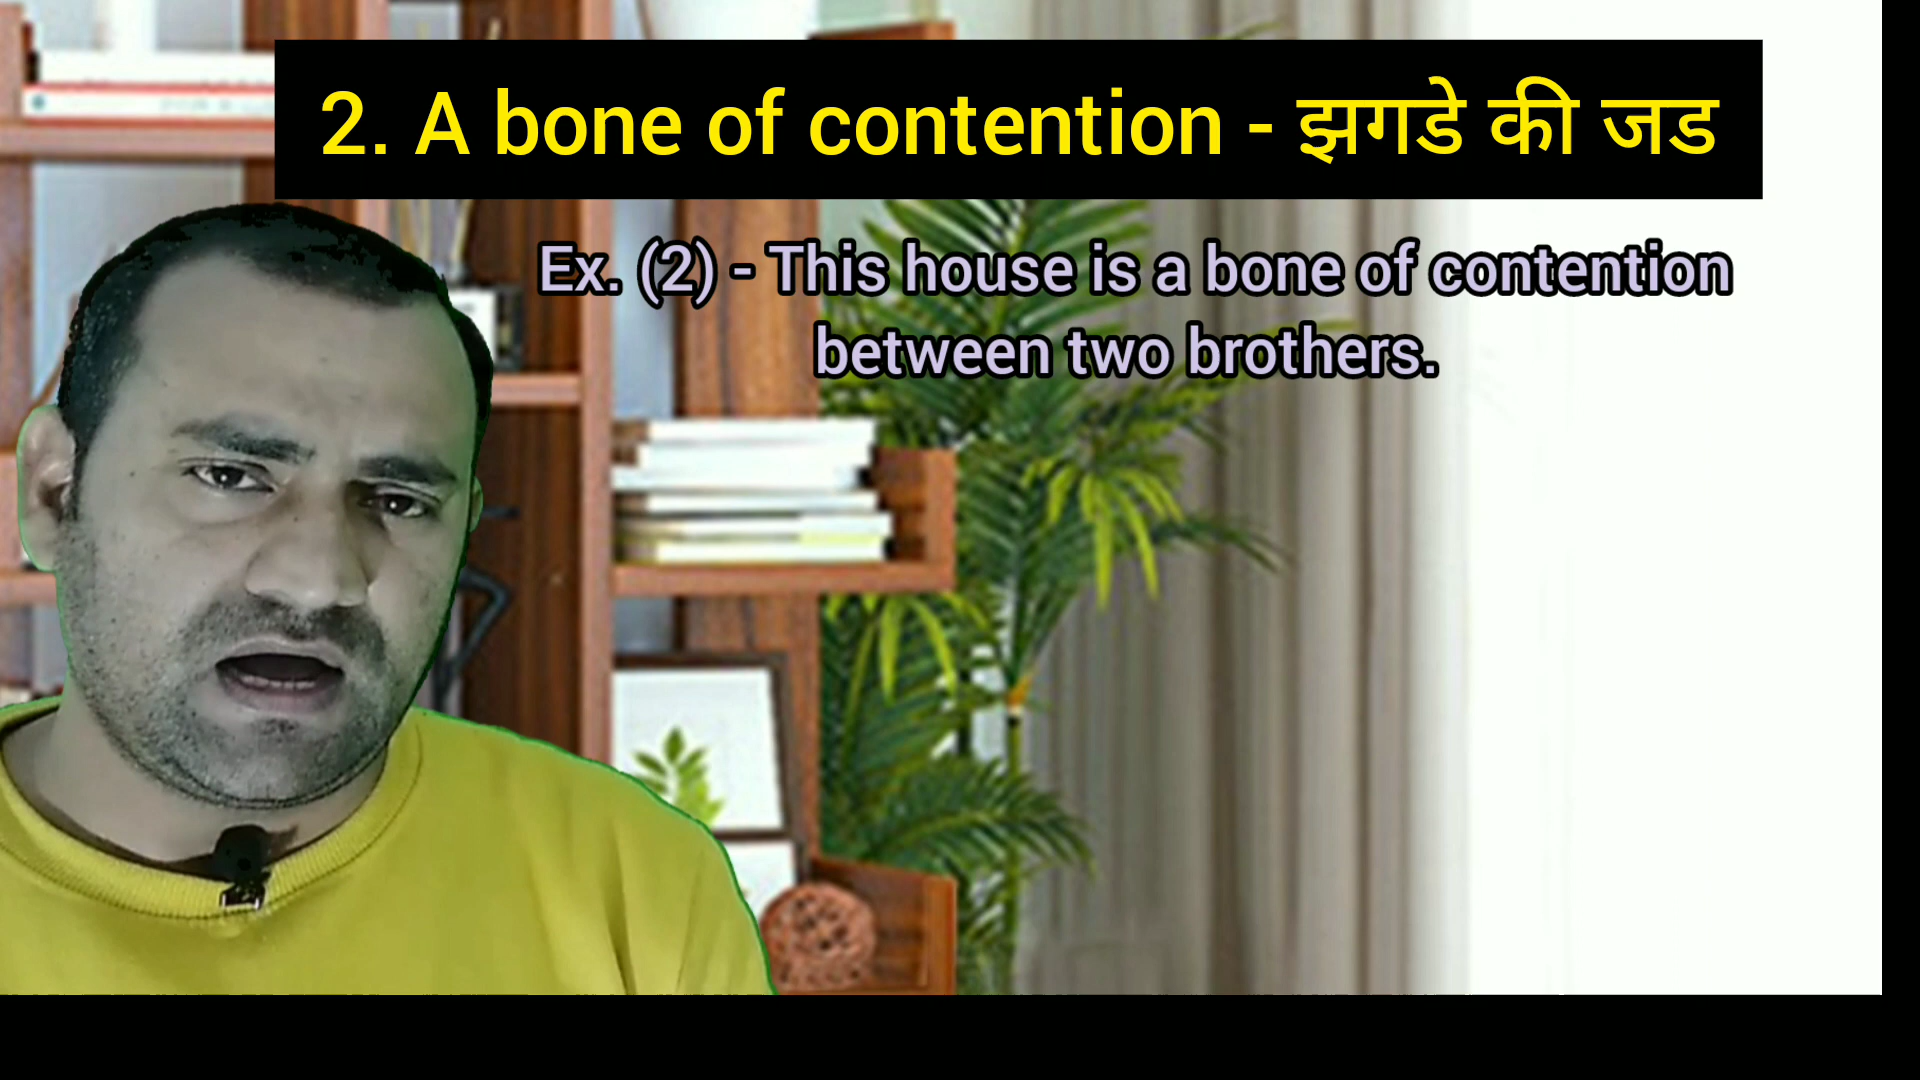 2. A bone of contention - झगडे की जड
Ex. (2) - This house is a bone of contention
between two brothers.